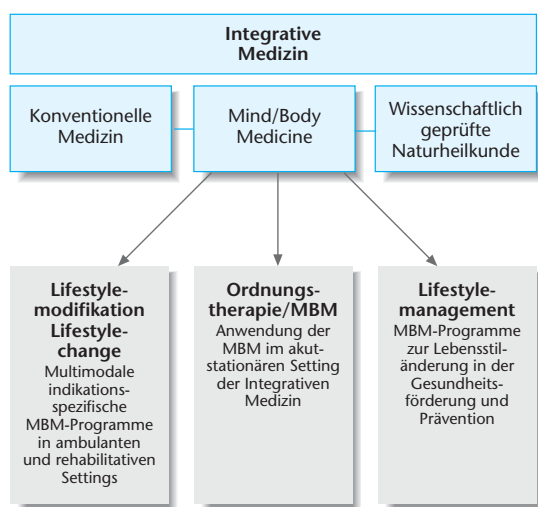 Integrative
Medizin
Konventionelle
Medizin
Mind/Body
Medicine
Wissenschaftlich
geprüfte
Naturheilkunde
Lifestyle-
modifikation
Lifestyle-
change
Multimodale
indikations-
spezifische
MBM-Programme
in ambulanten
und rehabilitativen
Settings
Ordnungs-
therapie/MBM
Anwendung der
MBM im akut-
stationären Setting
der Integrativen
Medizin
Lifestyle-
management
MBM-Programme
zur Lebensstil-
änderung in der
Gesundheits-
förderung und
Prävention